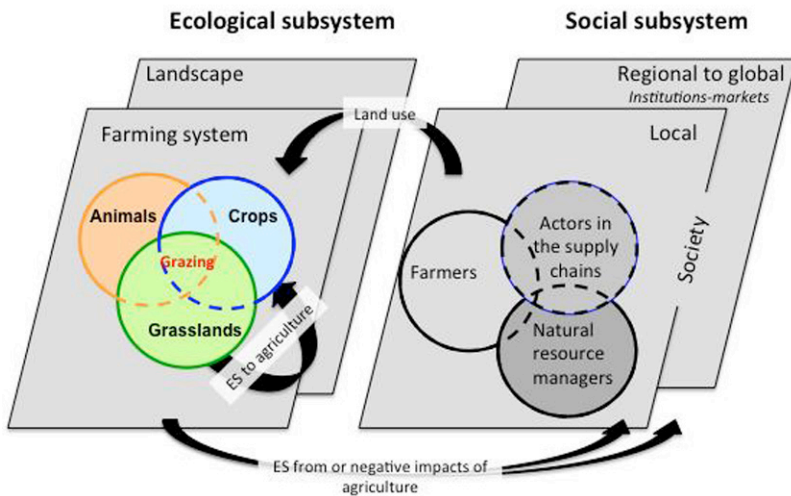 Ecological subsystem
Social subsystem
Landscape
Regional to global
Institutions-markets
Land use
Farming system
Local
Animals
Crops
Grazing
Grasslands
ES to agriculture
Farmers
Actors in
the supply
chains
Natural
resource
managers
Society
ES from or negative impacts of
agriculture